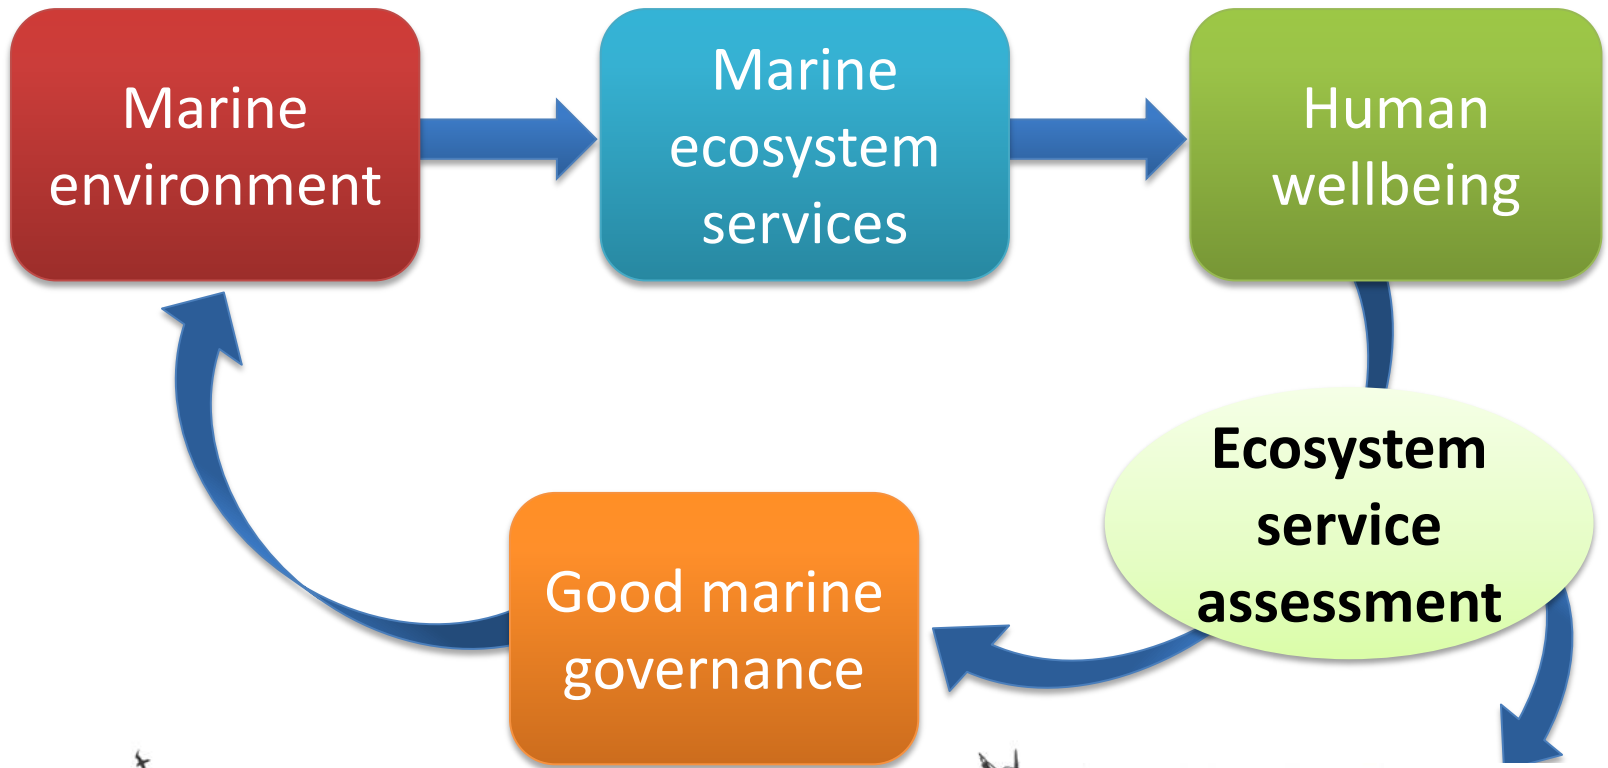 Marine
environment
Marine
ecosystem
services
Human
wellbeing
Ecosystem
service
assessment
Good marine
governance